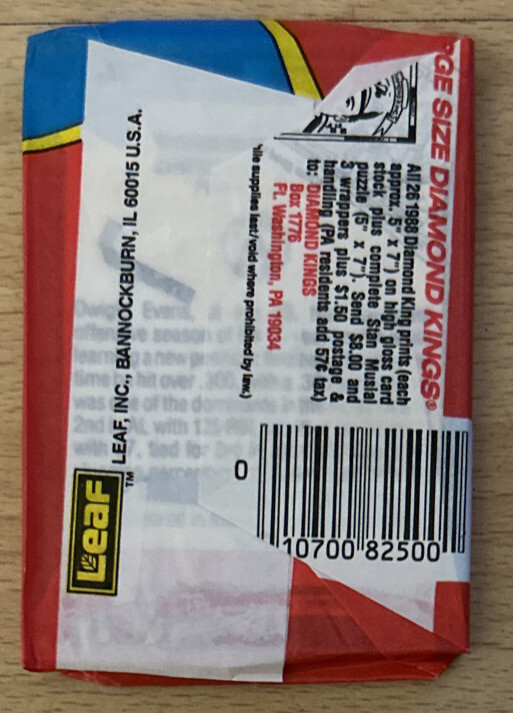 GE SIZE DIAMOND KINGS®
All 26 1988 Diamond King prints (each
approx. 5" X 7") on high gloss card
stock plus complete Stan Musial
puzzle (5" x 7"). Send $8.00 and
3 wrappers plus $1.50 postage &
handling (PA residents add 57¢ tax)
to: DIAMOND KINGS
Box 1776
Ft. Washington, PA 19034
ile supplies last/void where prohibited by law.)
0
10700 82500
LEAF, INC., BANNOCKBURN, IL 60015 U.S.A.
Leaf™